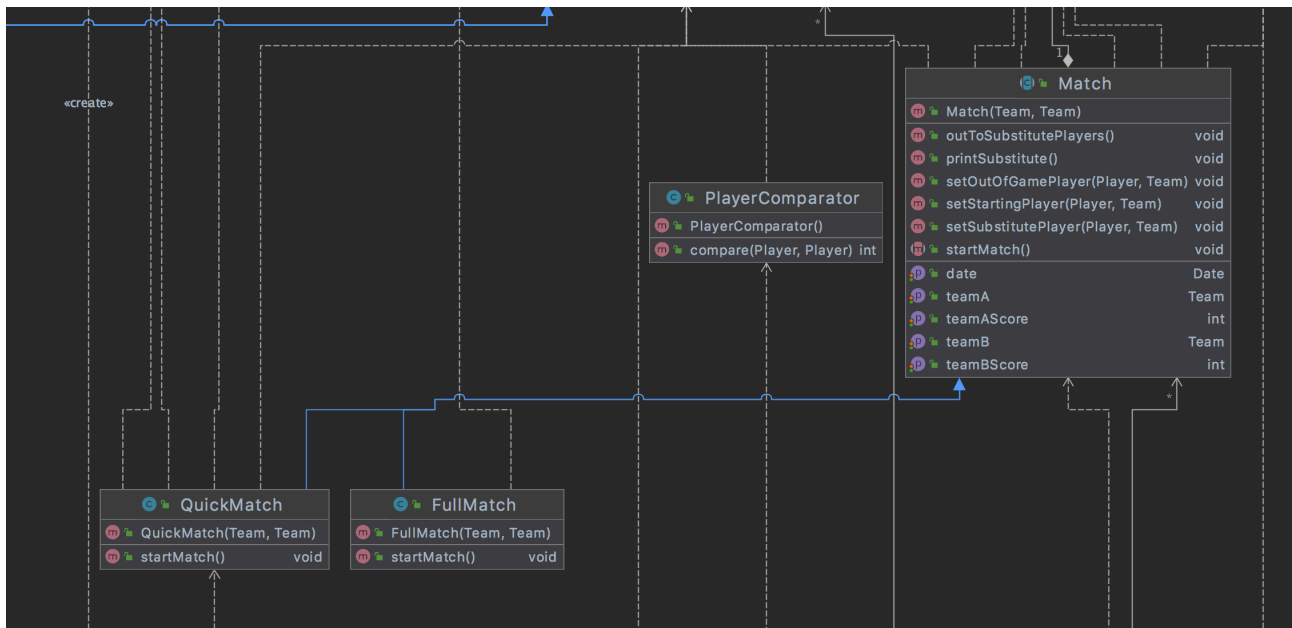 *
1
Match
Match(Team, Team)
outToSubstitutePlayers() void
printSubstitute() void
setOutOfGamePlayer(Player, Team) void
setStartingPlayer(Player, Team) void
setSubstitutePlayer(Player, Team) void
startMatch() void
date Date
teamA Team
teamAScore int
teamB Team
teamBScore int
«create»
PlayerComparator
PlayerComparator()
compare(Player, Player) int
*
QuickMatch
QuickMatch(Team, Team)
startMatch() void
FullMatch
FullMatch(Team, Team)
startMatch() void